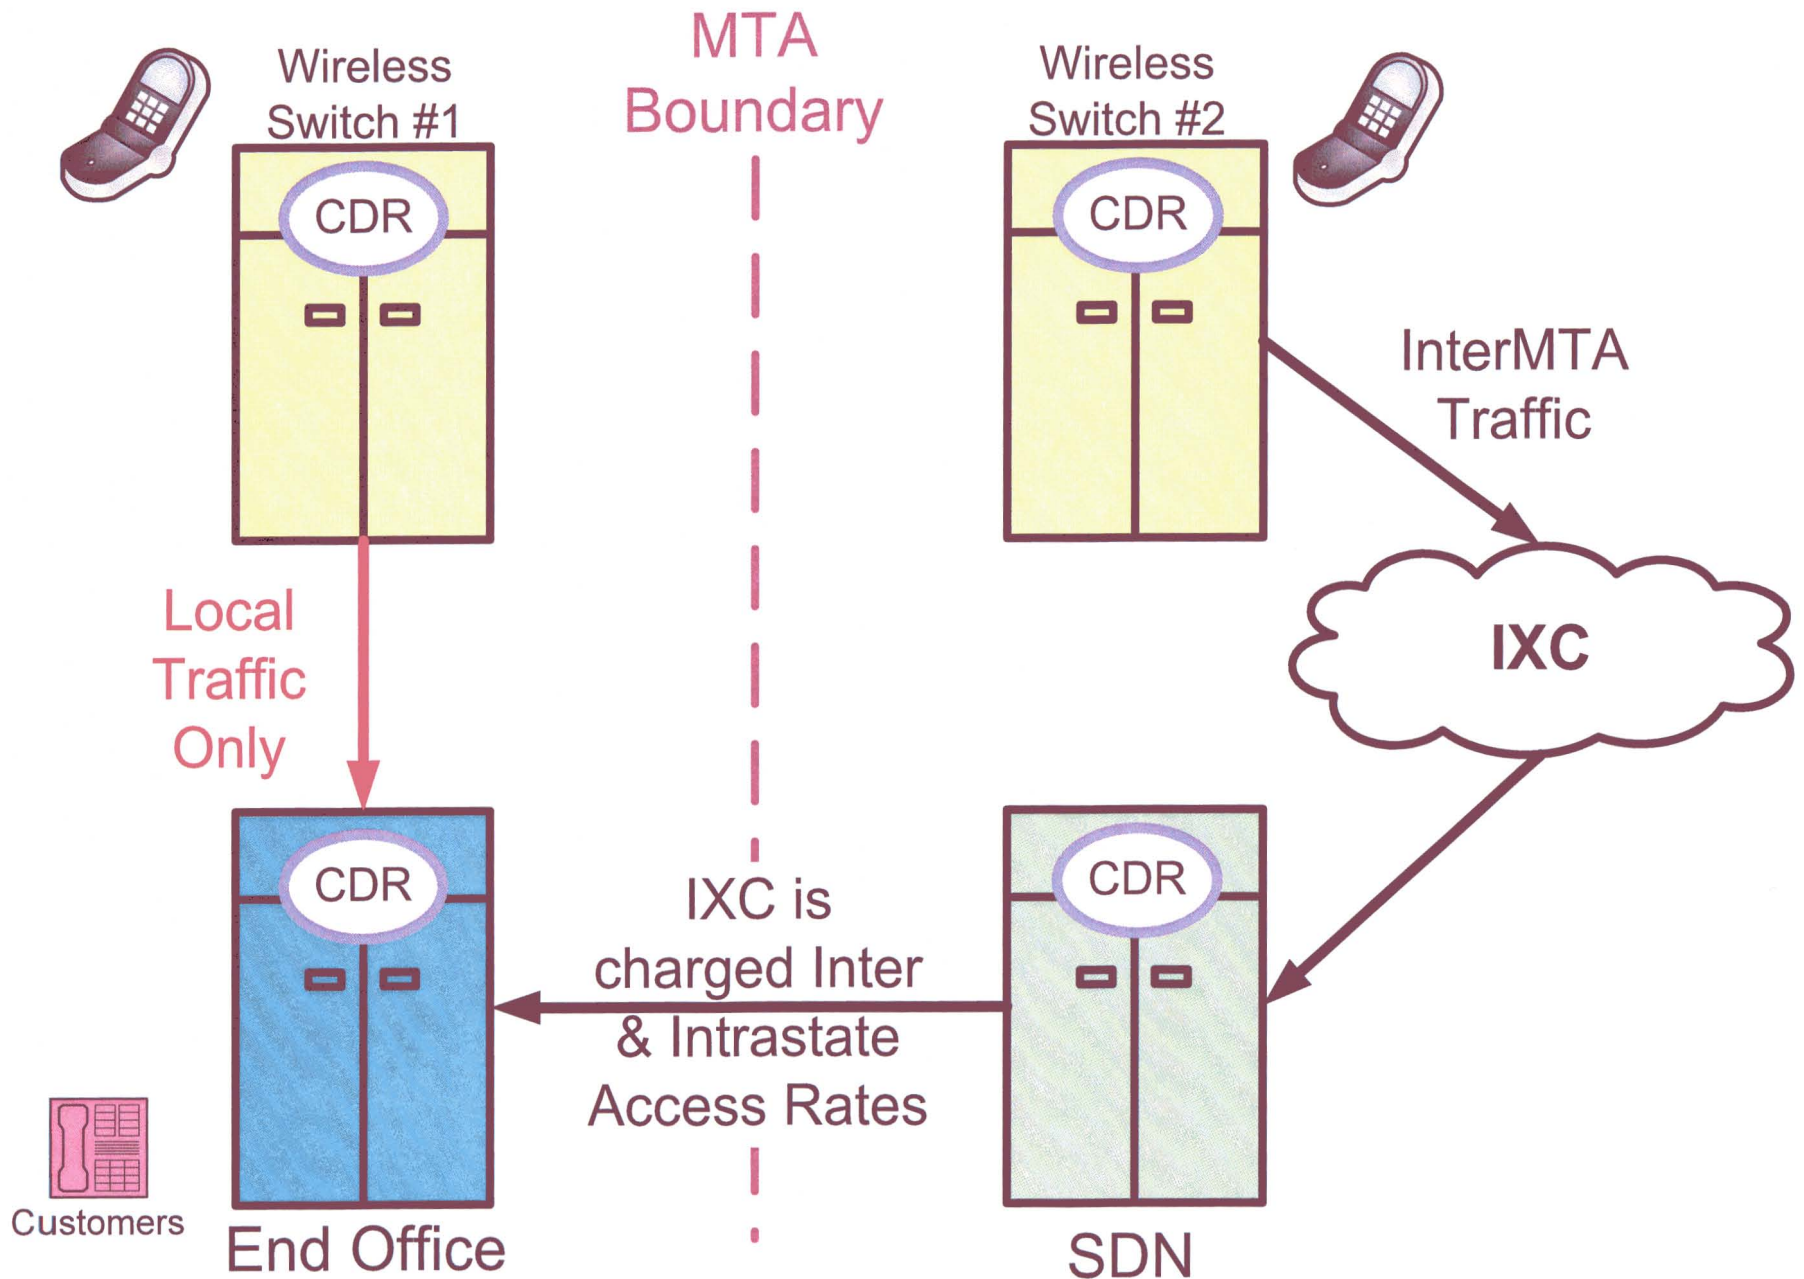 MTA
Boundary
Wireless
Switch #1
CDR
Wireless
Switch #2
CDR
InterMTA
Traffic
IXC
Local
Traffic
Only
CDR
IXC is
charged Inter
& Intrastate
Access Rates
CDR
Customers
End Office
SDN